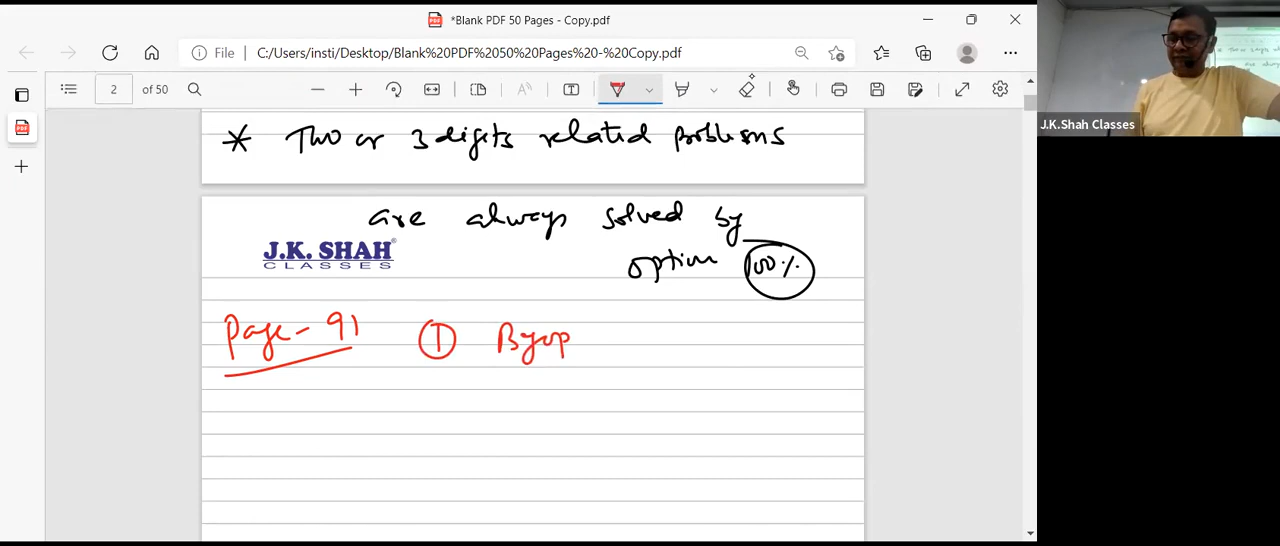 *Blank PDF 50 Pages - Copy.pdf
File C:/Users/insti/Desktop/Blank%20PDF%2050%20Pages%20-%20Copy.pdf
2 of 50
J.K.Shah Classes
* Two or 3 digits related problems
are always solved by
J.K. SHAH®
CLASSES
option 100%
Page - 91 ① By op